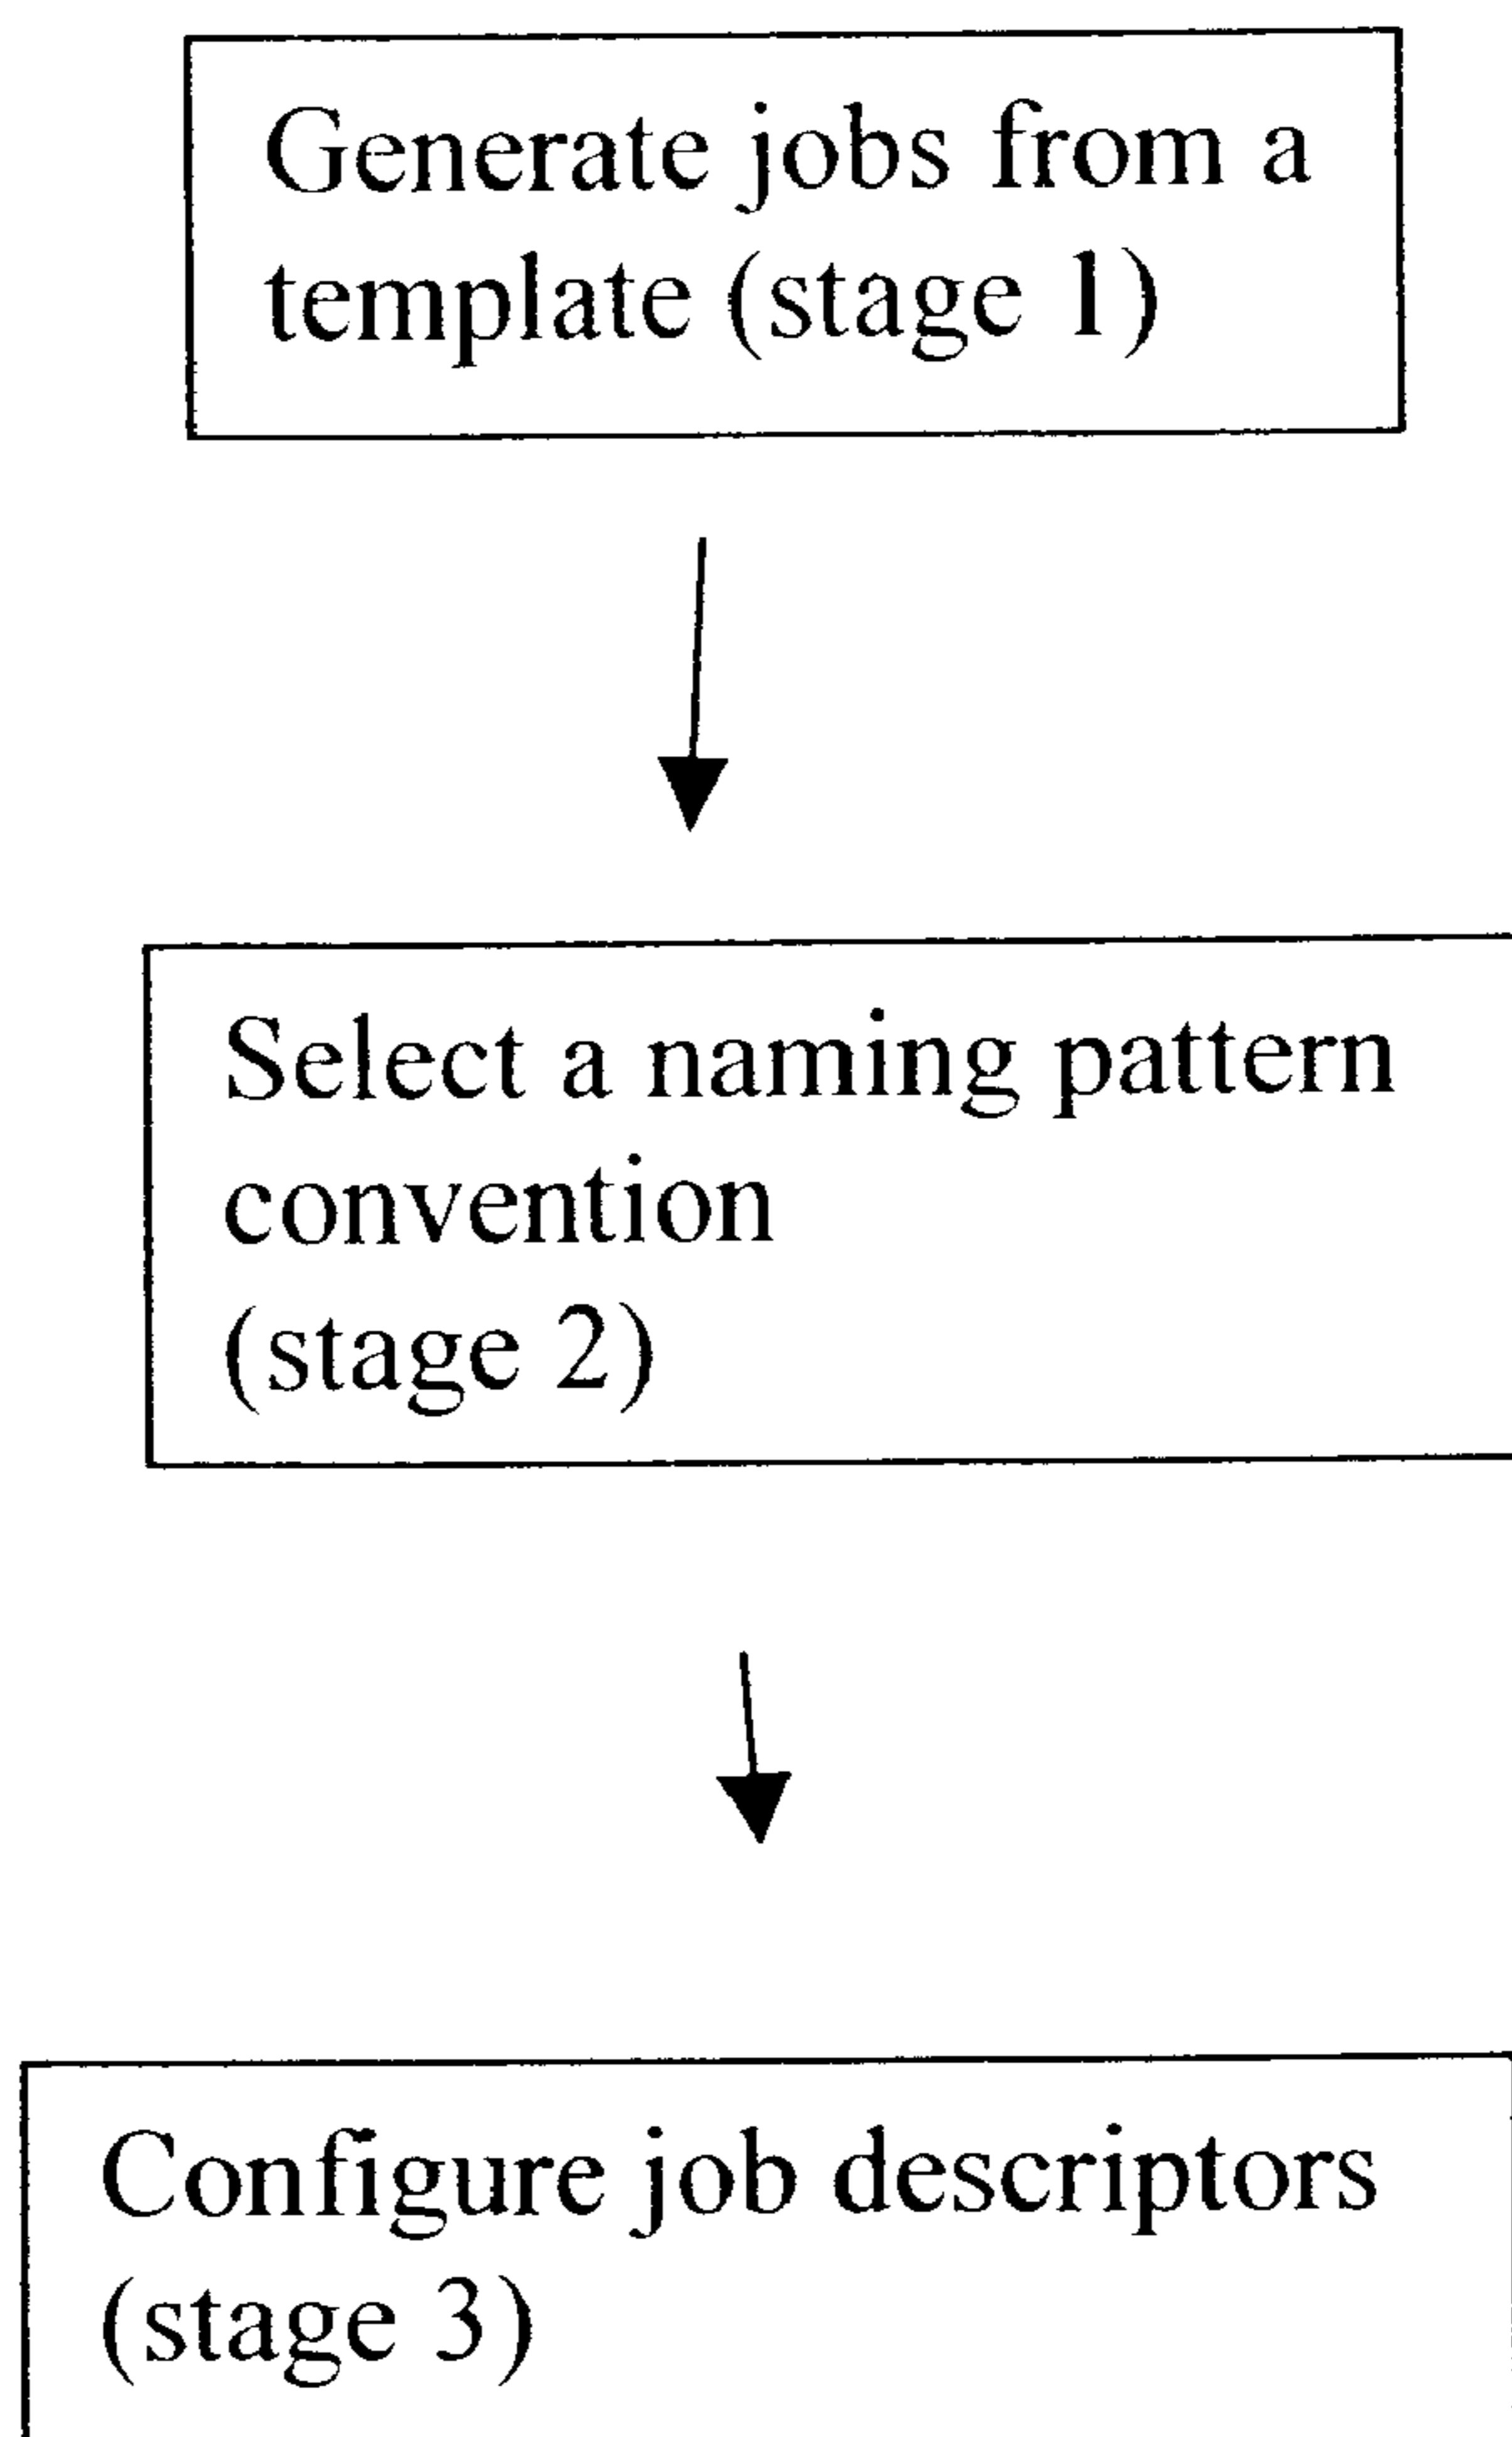 Generate jobs from a
template (stage 1)
Select a naming pattern
convention
(stage 2)
Configure job descriptors
(stage 3)